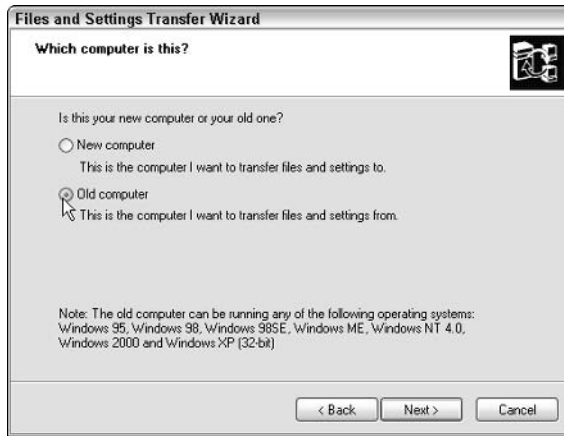 Files and Settings Transfer Wizard
Which computer is this?
Is this your new computer or your old one?
New computer
This is the computer I want to transfer files and settings to.
Old computer
This is the computer I want to transfer files and settings from.
Note: The old computer can be running any of the following operating systems:
Windows 95, Windows 98, Windows 98SE, Windows ME, Windows NT 4.0,
Windows 2000 and Windows XP (32-bit)
< Back
Next >
Cancel